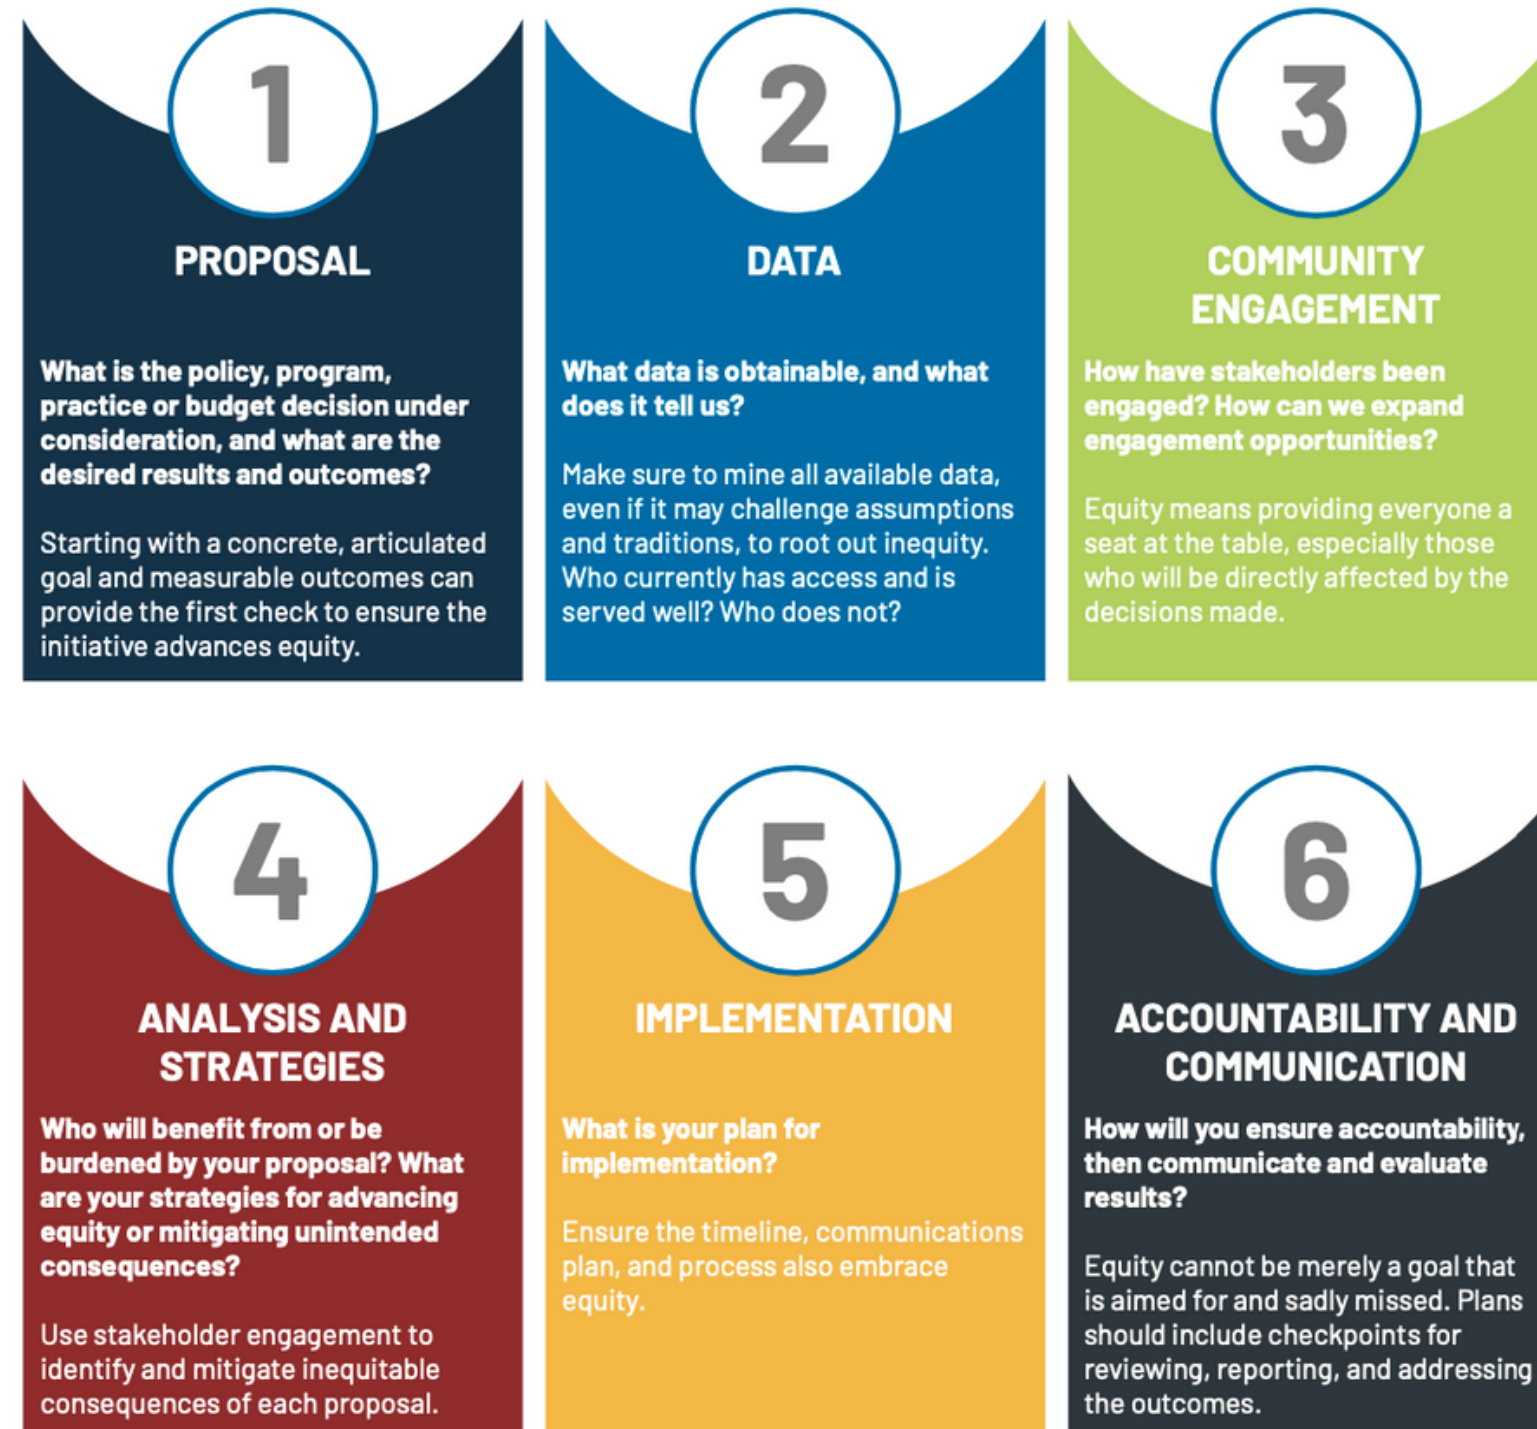 1
PROPOSAL
What is the policy, program,
practice or budget decision under
consideration, and what are the
desired results and outcomes?
Starting with a concrete, articulated
goal and measurable outcomes can
provide the first check to ensure the
initiative advances equity.
2
DATA
What data is obtainable, and what
does it tell us?
Make sure to mine all available data,
even if it may challenge assumptions
and traditions, to root out inequity.
Who currently has access and is
served well? Who does not?
3
COMMUNITY
ENGAGEMENT
How have stakeholders been
engaged? How can we expand
engagement opportunities?
Equity means providing everyone a
seat at the table, especially those
who will be directly affected by the
decisions made.
4
ANALYSIS AND
STRATEGIES
Who will benefit from or be
burdened by your proposal? What
are your strategies for advancing
equity or mitigating unintended
consequences?
Use stakeholder engagement to
identify and mitigate inequitable
consequences of each proposal.
5
IMPLEMENTATION
What is your plan for
implementation?
Ensure the timeline, communications
plan, and process also embrace
equity.
6
ACCOUNTABILITY AND
COMMUNICATION
How will you ensure accountability,
then communicate and evaluate
results?
Equity cannot be merely a goal that
is aimed for and sadly missed. Plans
should include checkpoints for
reviewing, reporting, and addressing
the outcomes.